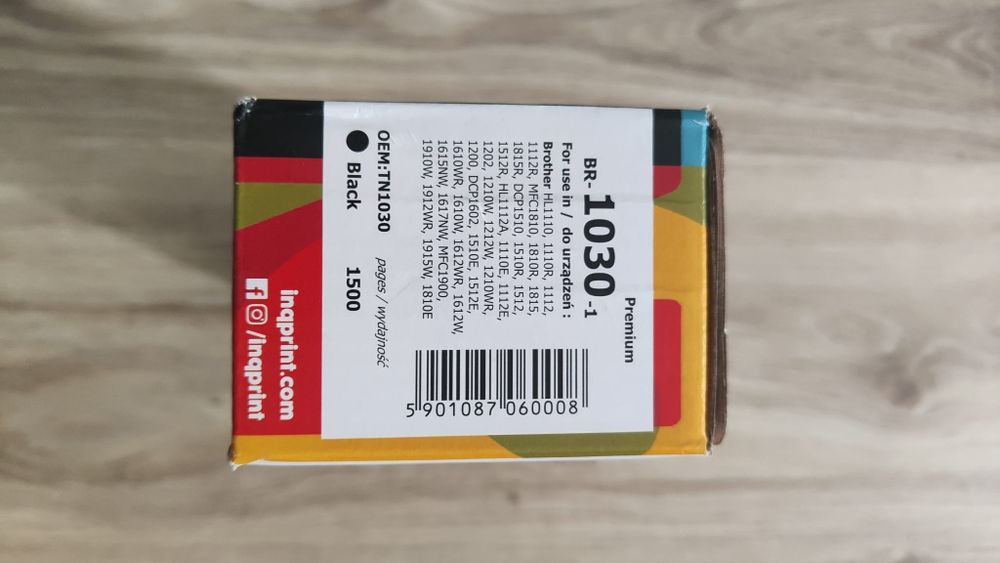 Premium
BR-1030-1
For use in / do urządzeń :
Brother HL1110, 1110R, 1112,
1112R, MFC1810, 1810R, 1815,
1815R, DCP1510, 1510R, 1512,
1512R, HL1112A, 1110E, 1112E,
1202, 1210W, 1212W, 1210WR,
1200, DCP1602, 1510E, 1512E,
1610WR, 1610W, 1612WR, 1612W,
1615NW, 1617NW, MFC1900,
1910W, 1912WR, 1915W, 1810E
5 901087 060008
OEM:TN1030 pages / wydajność
Black 1500
inqprint.com
/inqprint